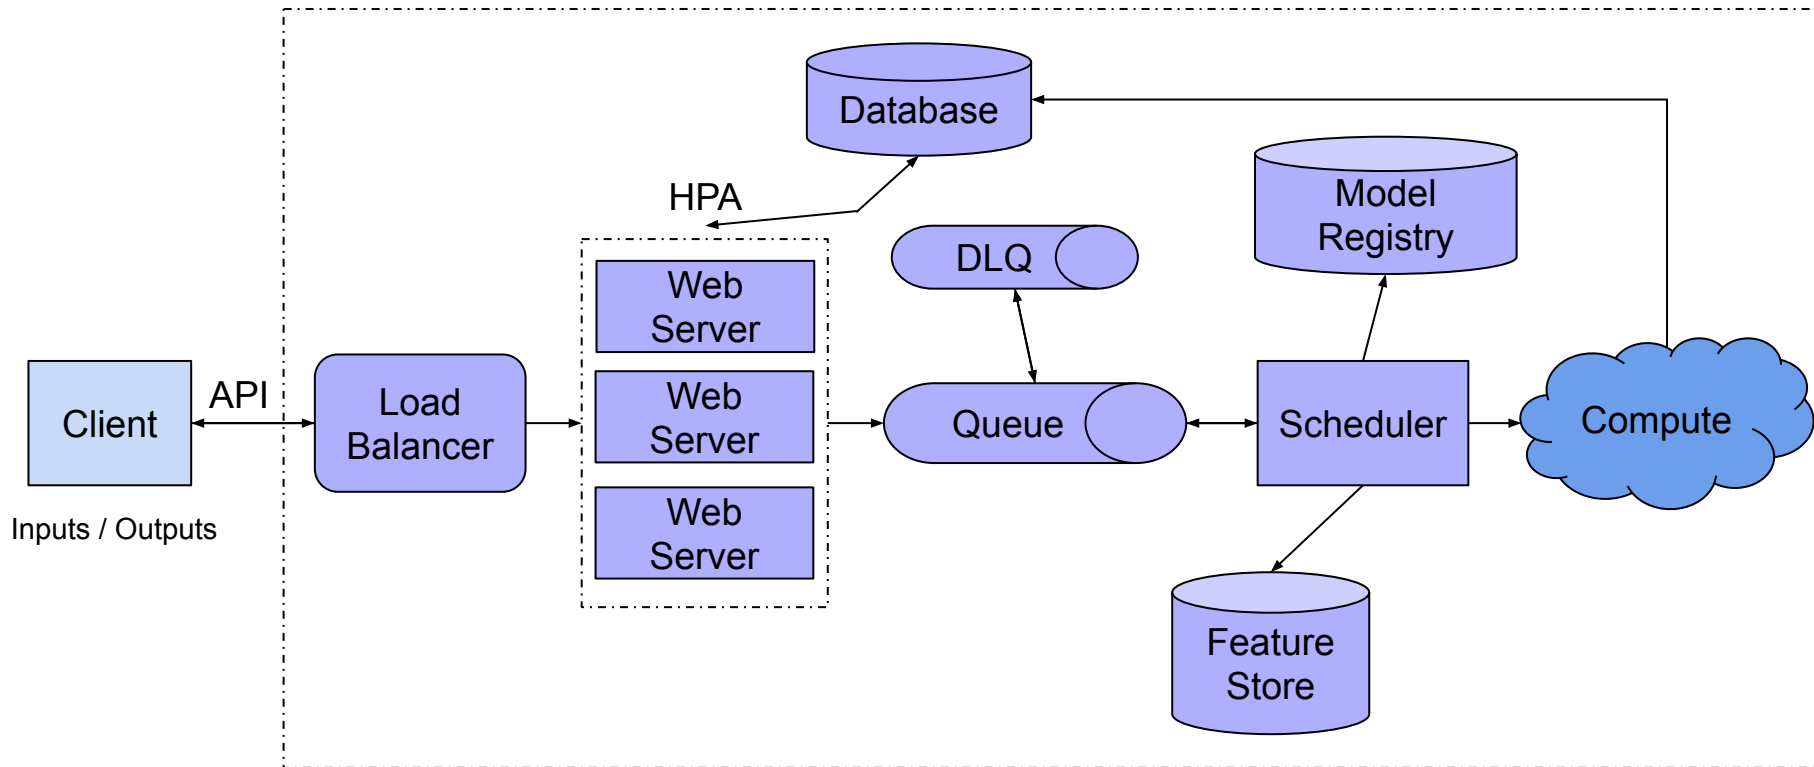 Database
HPA
Model
Registry
DLQ
Web
Server
Client
API
Load
Balancer
Web
Server
Queue
Scheduler
Compute
Web
Server
Inputs / Outputs
Feature
Store